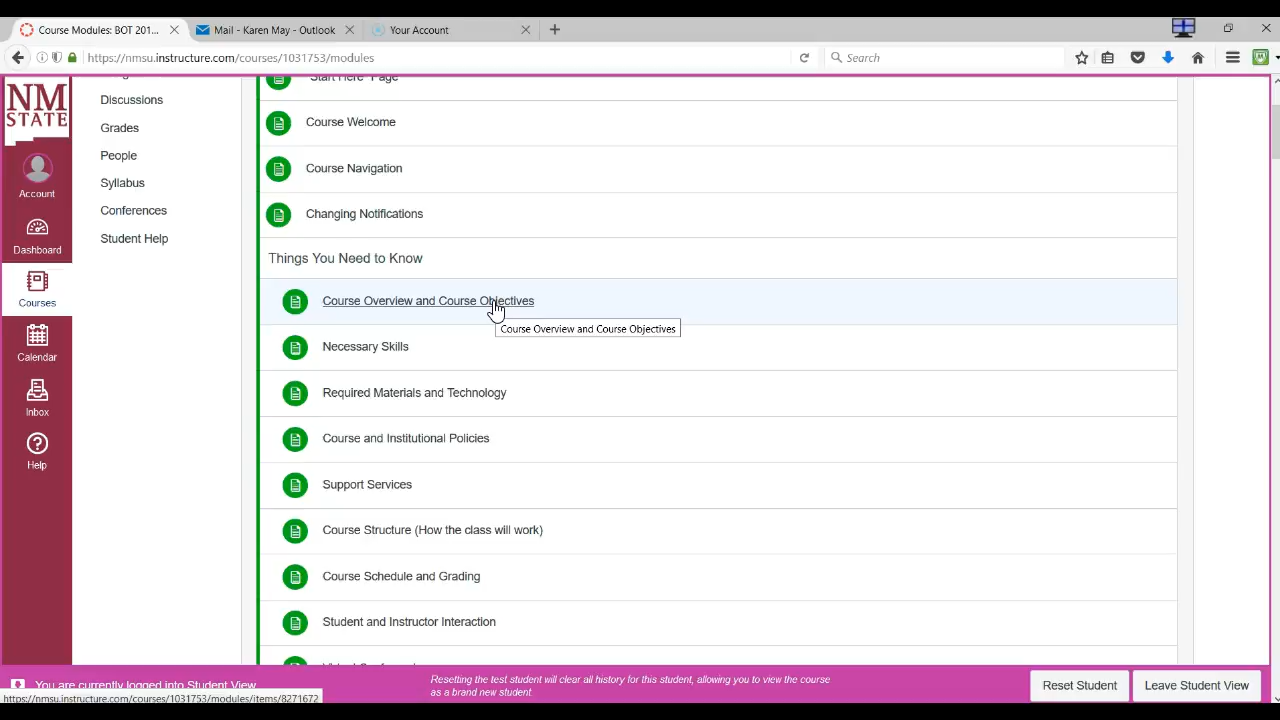 Course Modules: BOT 201...
Mail - Karen May - Outlook
Your Account
https://nmsu.instructure.com/courses/1031753/modules
Search
NM
STATE
Account
Dashboard
Courses
Calendar
Inbox
Help
Discussions
Grades
People
Syllabus
Conferences
Student Help
"Start Here" Page
Course Welcome
Course Navigation
Changing Notifications
Things You Need to Know
Course Overview and Course Objectives
Course Overview and Course Objectives
Necessary Skills
Required Materials and Technology
Course and Institutional Policies
Support Services
Course Structure (How the class will work)
Course Schedule and Grading
Student and Instructor Interaction
You are currently logged into Student View
Resetting the test student will clear all history for this student, allowing you to view the course
as a brand new student.
Reset Student
Leave Student View
https://nmsu.instructure.com/courses/1031753/modules/items/8271672